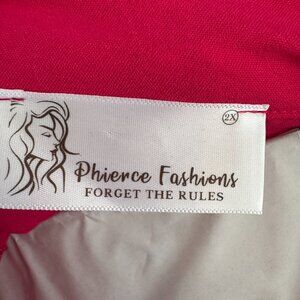 2X
Phierce Fashions
FORGET THE RULES